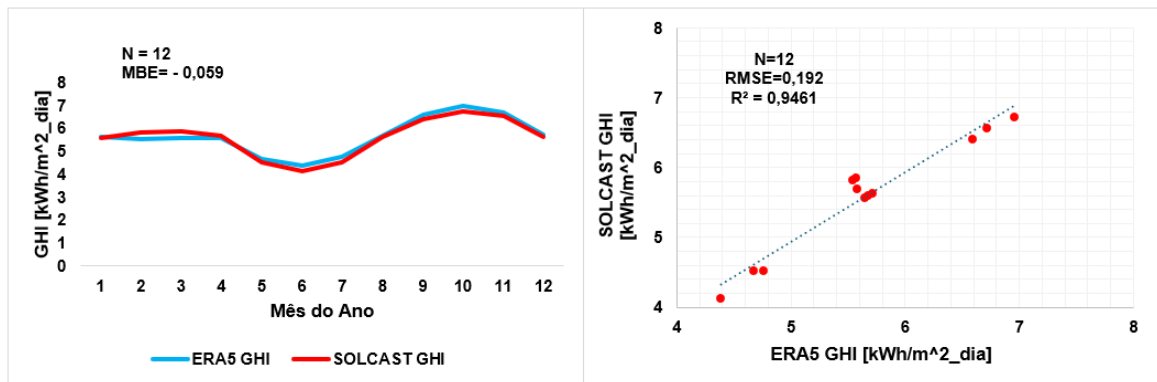 N = 12
MBE= - 0,059
GHI [kWh/m^2_dia]
8
7
6
5
4
3
2
1
0
1 2 3 4 5 6 7 8 9 10 11 12
Mês do Ano
ERA5 GHI SOLCAST GHI
N=12
RMSE=0,192
R² = 0,9461
SOLCAST GHI
[kWh/m^2_dia]
8
7
6
5
4
4 5 6 7 8
ERA5 GHI [kWh/m^2_dia]